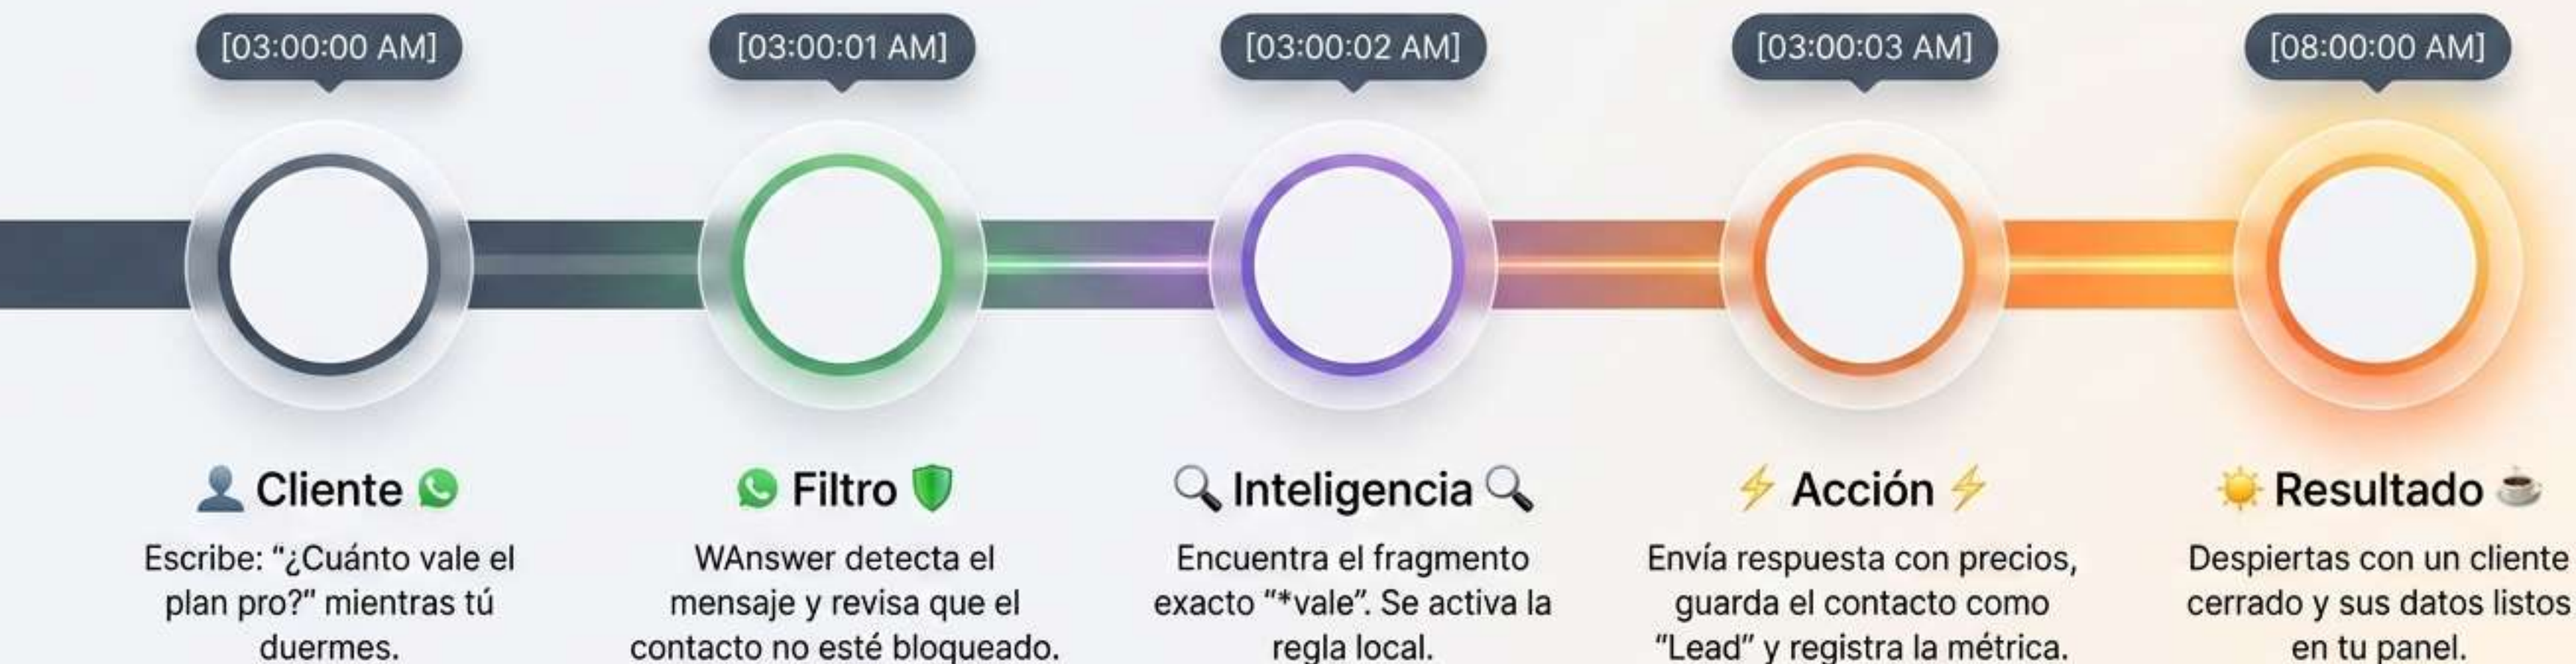 [03:00:00 AM]
[03:00:01 AM]
[03:00:02 AM]
[03:00:03 AM]
[08:00:00 AM]
Cliente
Escribe: “¿Cuánto vale el
plan pro?” mientras tú
duermes.
Filtro
WAnswer detecta el
mensaje y revisa que el
contacto no esté bloqueado.
Inteligencia
Encuentra el fragmento
exacto “*vale”. Se activa la
regla local.
Acción
Envía respuesta con precios,
guarda el contacto como
“Lead” y registra la métrica.
Resultado
Despiertas con un cliente
cerrado y sus datos listos
en tu panel.